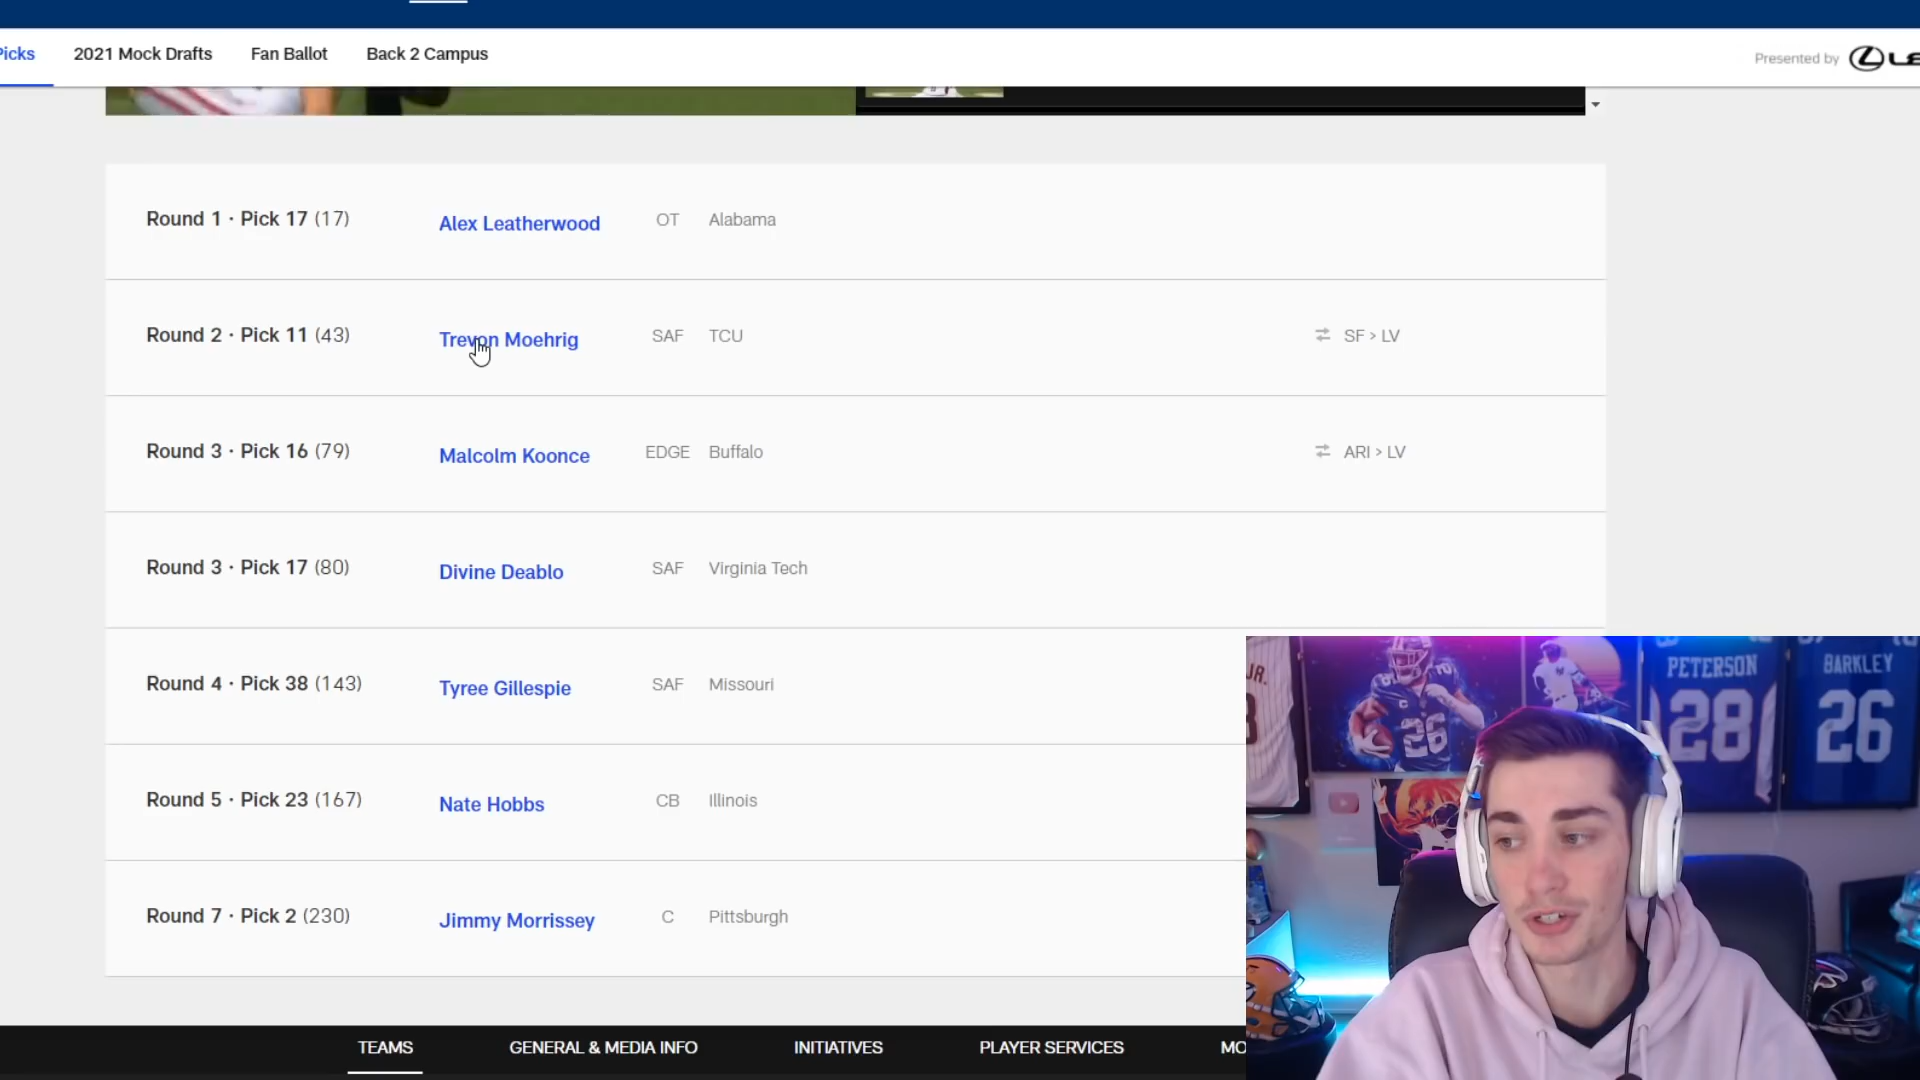 Picks 2021 Mock Drafts Fan Ballot Back 2 Campus Presented by
Round 1 · Pick 17 (17) Alex Leatherwood OT Alabama
Round 2 · Pick 11 (43) Trevon Moehrig SAF TCU SF > LV
Round 3 · Pick 16 (79) Malcolm Koonce EDGE Buffalo ARI > LV
Round 3 · Pick 17 (80) Divine Deablo SAF Virginia Tech
Round 4 · Pick 38 (143) Tyree Gillespie SAF Missouri
Round 5 · Pick 23 (167) Nate Hobbs CB Illinois
Round 7 · Pick 2 (230) Jimmy Morrissey C Pittsburgh
JR.
26
PETERSON
28
BARKLEY
26
TEAMS GENERAL & MEDIA INFO INITIATIVES PLAYER SERVICES MO